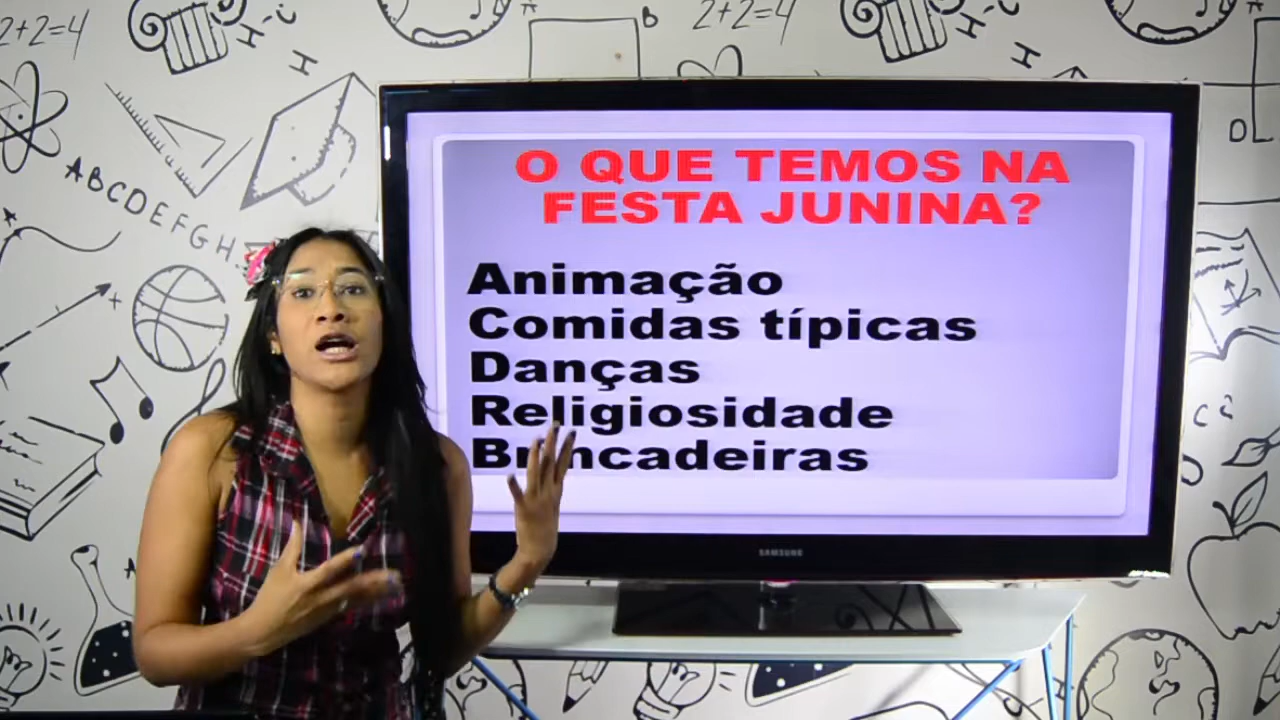 2+2=4
B
2+2=4
ABCDEFGH
D
O QUE TEMOS NA
FESTA JUNINA?
Animação
Comidas típicas
Danças
Religiosidade
Brincadeiras
SAMSUNG